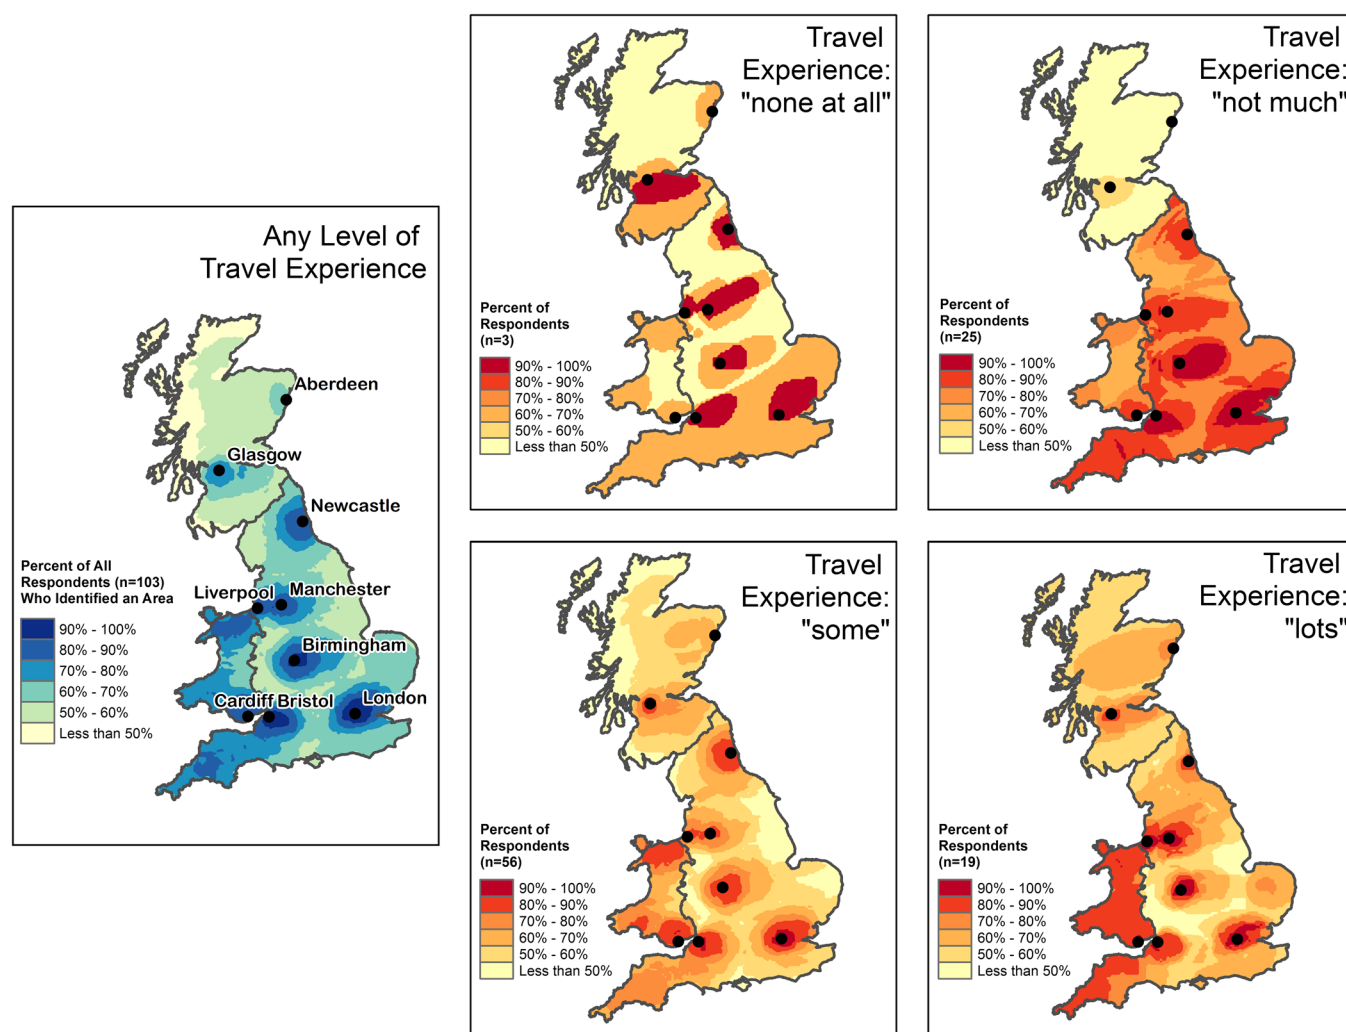 Any Level of
Travel Experience
Aberdeen
Glasgow
Newcastle
Liverpool
Manchester
Birmingham
Cardiff
Bristol
London
Percent of All
Respondents (n=103)
Who Identified an Area
90% - 100%
80% - 90%
70% - 80%
60% - 70%
50% - 60%
Less than 50%
Travel
Experience:
"none at all"
Percent of
Respondents
(n=3)
90% - 100%
80% - 90%
70% - 80%
60% - 70%
50% - 60%
Less than 50%
Travel
Experience:
"not much"
Percent of
Respondents
(n=25)
90% - 100%
80% - 90%
70% - 80%
60% - 70%
50% - 60%
Less than 50%
Travel
Experience:
"some"
Percent of
Respondents
(n=56)
90% - 100%
80% - 90%
70% - 80%
60% - 70%
50% - 60%
Less than 50%
Travel
Experience:
"lots"
Percent of
Respondents
(n=19)
90% - 100%
80% - 90%
70% - 80%
60% - 70%
50% - 60%
Less than 50%